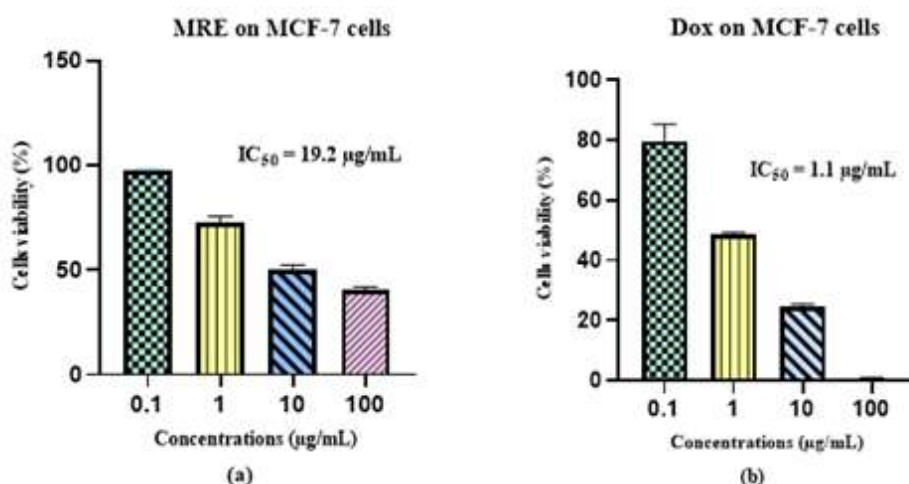 MRE on MCF-7 cells
150
100
50
0
Cells viability (%)
IC50 = 19.2 µg/mL
0.1 1 10 100
Concentrations (µg/mL)
(a)
Dox on MCF-7 cells
100
80
60
40
20
0
Cells viability (%)
IC50 = 1.1 µg/mL
0.1 1 10 100
Concentrations (µg/mL)
(b)